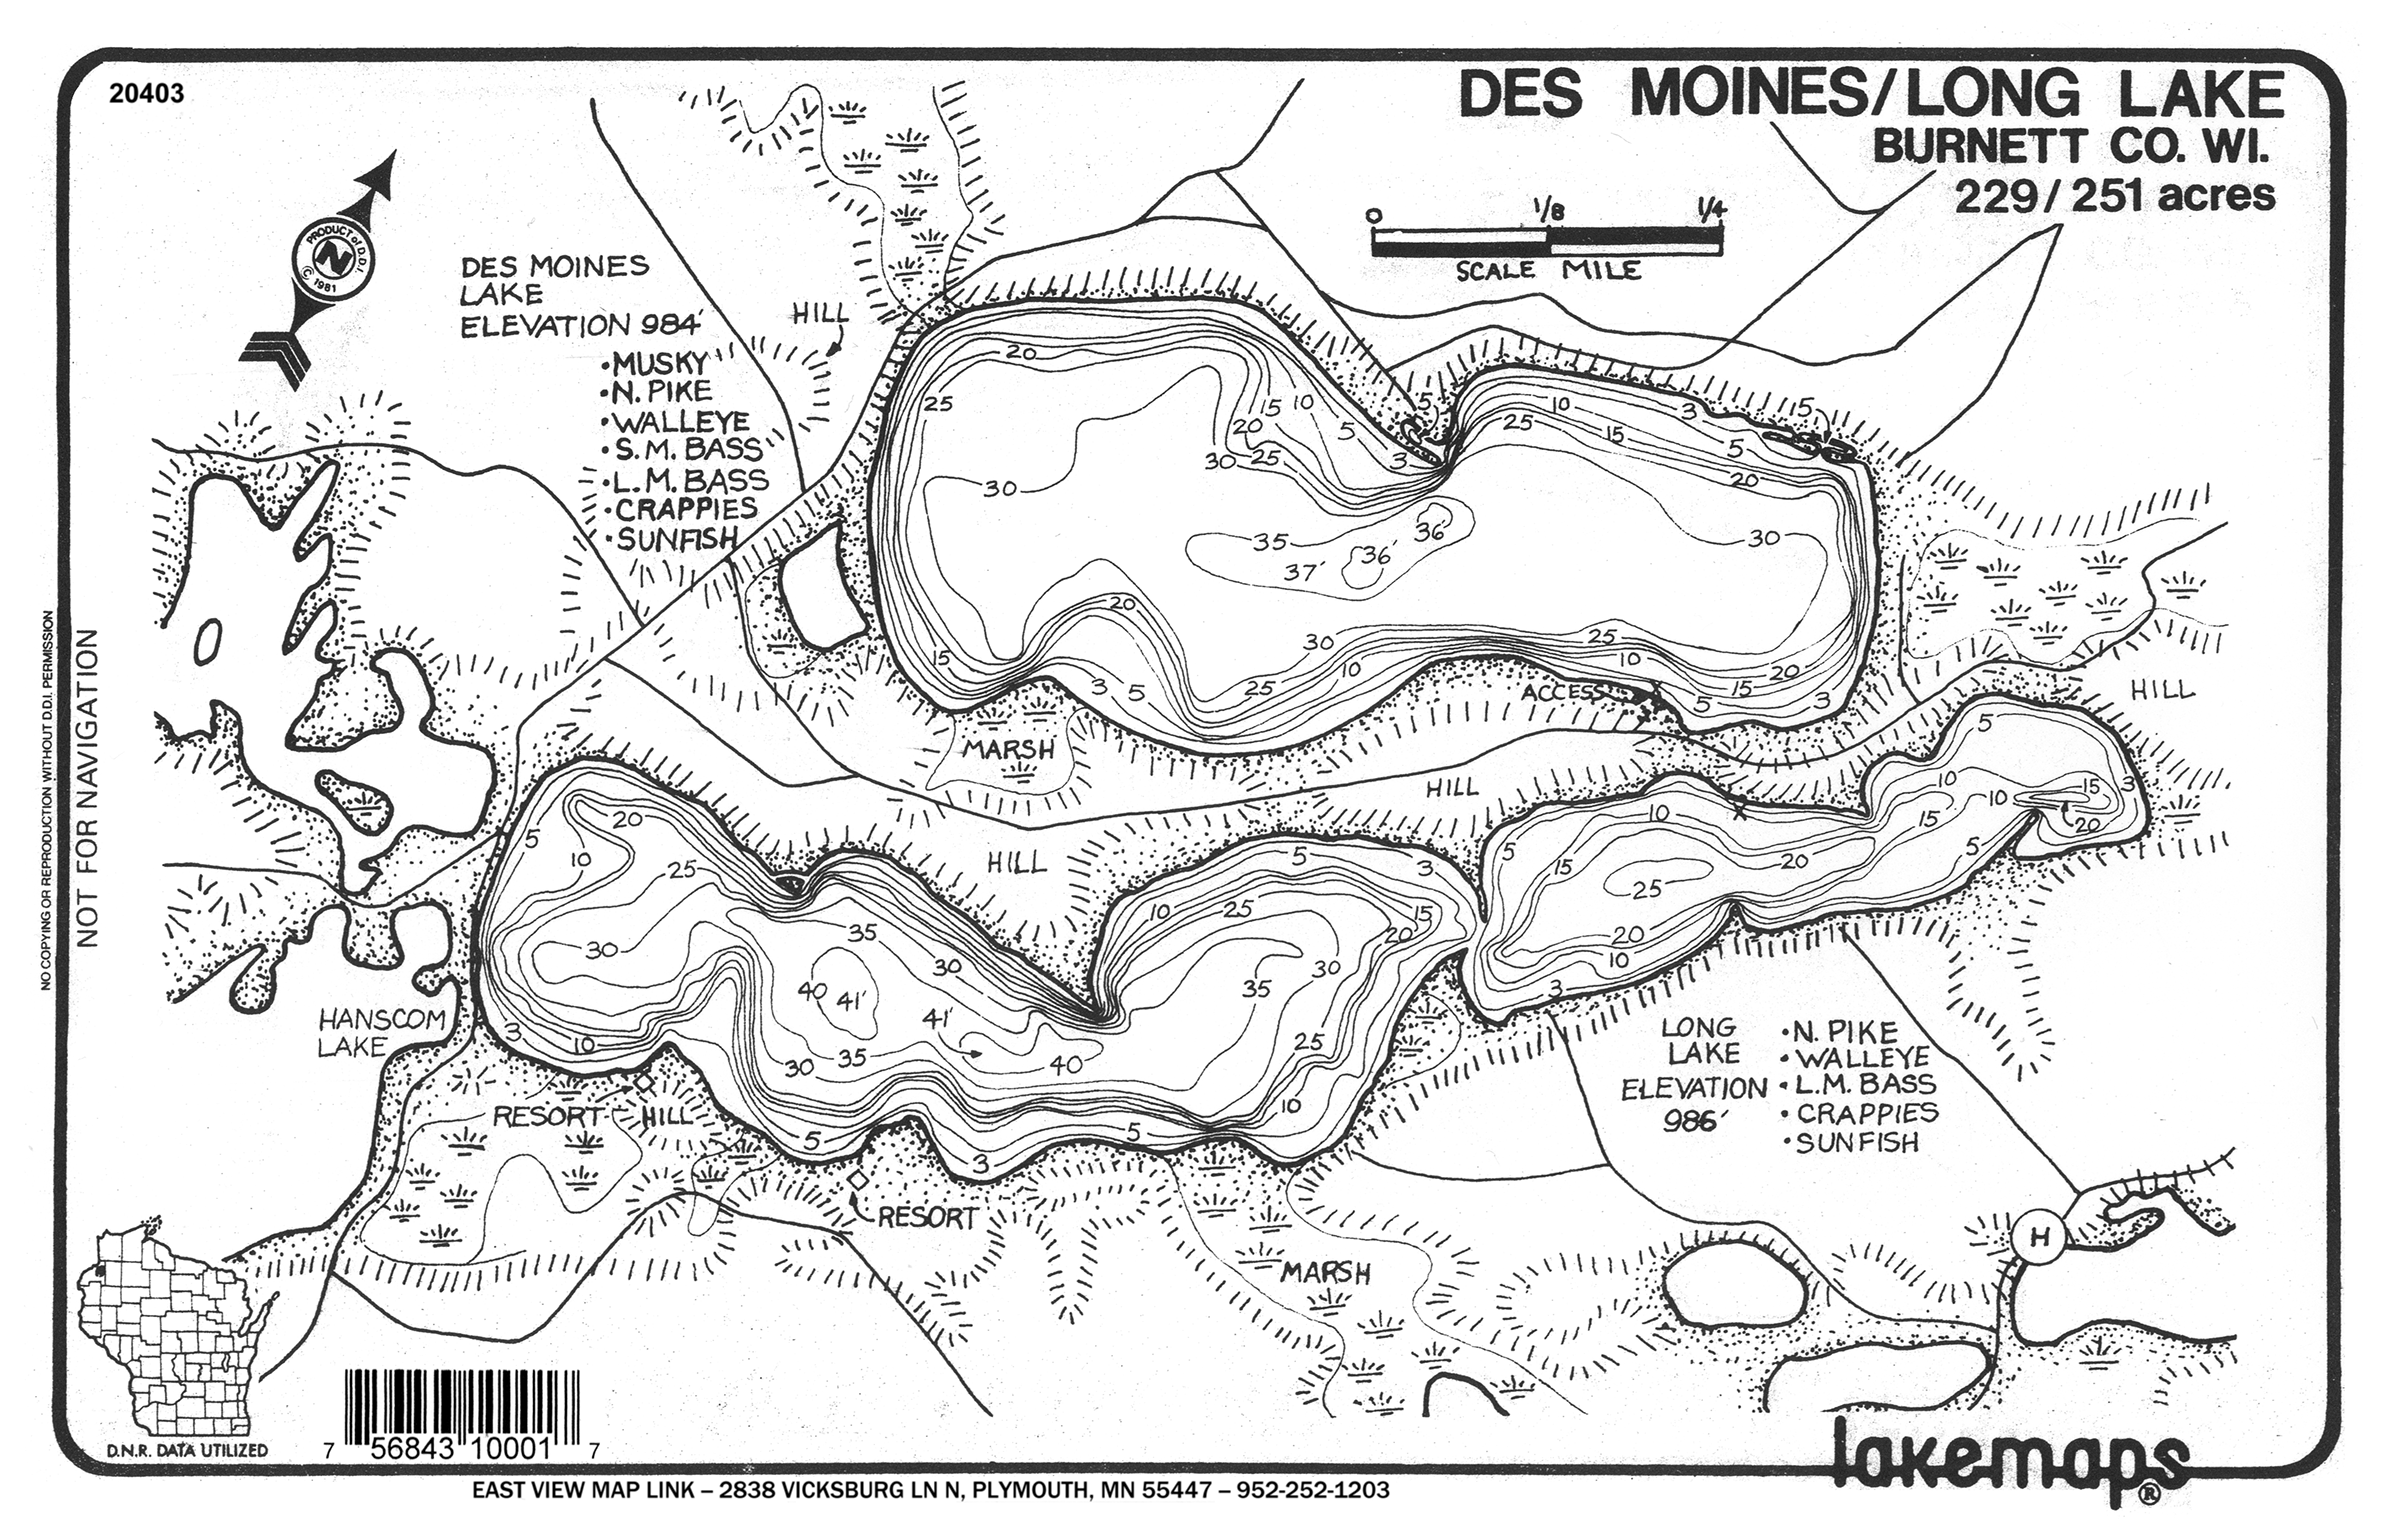 20403
DES MOINES/LONG LAKE
BURNETT CO. WI.
229/251 acres
0 1/8 1/4
SCALE MILE
PRODUCT of D.D.I.
N
© 1981
DES MOINES
LAKE
ELEVATION 984'
•MUSKY
•N. PIKE
•WALLEYE
•S.M. BASS
•L.M. BASS
•CRAPPIES
•SUNFISH
HILL
20
25
15 10
5
5
20
30 25
3
25
10
15
3
5
15
20
30
35
37'
36'
36'
30
20
15
3 5
25
30
10
25
10
ACCESS
5
15
20
3
MARSH
HILL
HILL
HILL
NO COPYING OR REPRODUCTION WITHOUT D.D.I. PERMISSION
NOT FOR NAVIGATION
5
20
10
25
30
3
10
35
40
41'
30
41'
30
35
40
5
3
5
5
3
10
25
15
20
30
35
25
10
5
10
15
25
20
20
10
3
5
10
15
10
15
3
20
5
HANSCOM
LAKE
RESORT
HILL
RESORT
MARSH
LONG
LAKE
ELEVATION
986'
•N. PIKE
•WALLEYE
•L.M. BASS
•CRAPPIES
•SUNFISH
H
D.N.R. DATA UTILIZED
7 56843 10001 7
lakemaps®
EAST VIEW MAP LINK – 2838 VICKSBURG LN N, PLYMOUTH, MN 55447 – 952-252-1203